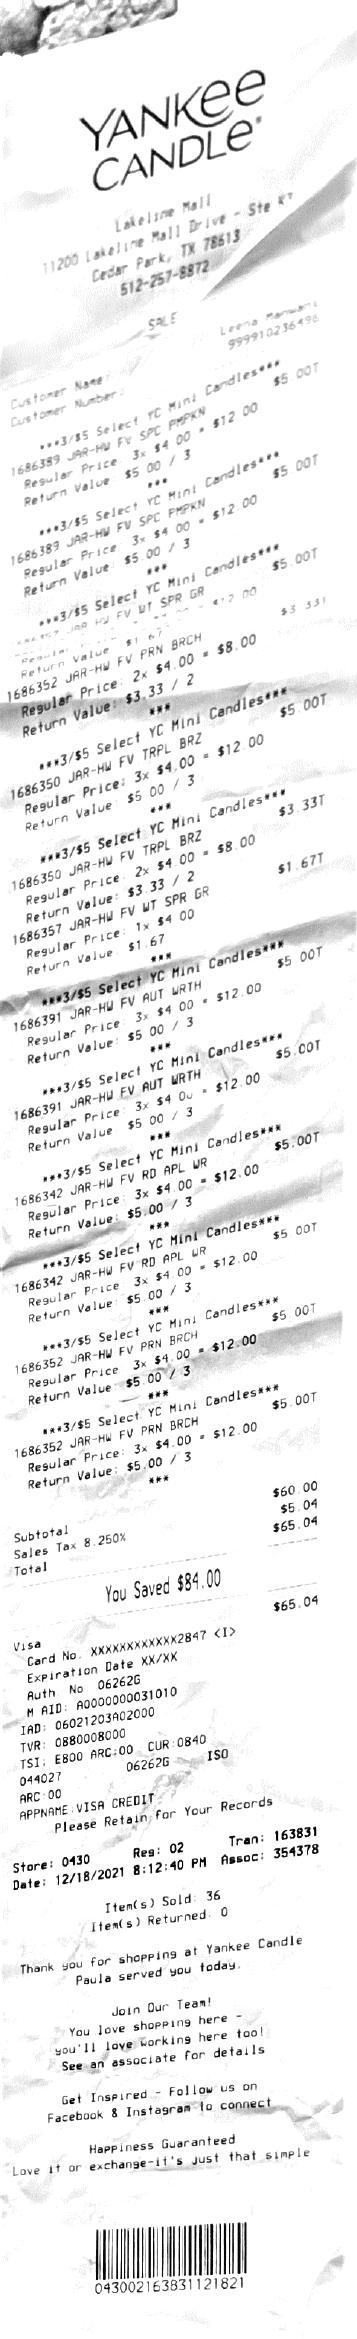 YANKEE
CANDLE®
Lakeline Mall
11200 Lakeline Mall Drive - Ste
Cedar Park, TX 78613
512-257-8872
SALE
Customer Name: Leena Manwani
Customer Number: 999910236496
***3/$5 Select YC Mini Candles***
1686389 JAR-HW FV SPC PMPKN $5.00T
Regular Price: 3x $4.00 = $12.00
Return Value: $5.00 / 3
***
***3/$5 Select YC Mini Candles***
1686389 JAR-HW FV SPC PMPKN $5.00T
Regular Price: 3x $4.00 = $12.00
Return Value: $5.00 / 3
***
***3/$5 Select YC Mini Candles***
JAR-HW FV WT SPR GR $5.00T
Return Value $1.67
1686352 JAR-HW FV PRN BRCH $3.33T
Regular Price: 2x $4.00 = $8.00
Return Value: $3.33 / 2
***
***3/$5 Select YC Mini Candles***
1686350 JAR-HW FV TRPL BRZ $5.00T
Regular Price: 3x $4.00 = $12.00
Return Value: $5.00 / 3
***
***3/$5 Select YC Mini Candles***
1686350 JAR-HW FV TRPL BRZ $3.33T
Regular Price: 2x $4.00 = $8.00
Return Value: $3.33 / 2
1686357 JAR-HW FV WT SPR GR $1.67T
Regular Price: 1x $4.00
Return Value: $1.67
***
***3/$5 Select YC Mini Candles***
1686391 JAR-HW FV AUT WRTH $5.00T
Regular Price: 3x $4.00 = $12.00
Return Value: $5.00 / 3
***
***3/$5 Select YC Mini Candles***
1686391 JAR-HW FV AUT WRTH $5.00T
Regular Price: 3x $4.00 = $12.00
Return Value: $5.00 / 3
***
***3/$5 Select YC Mini Candles***
1686342 JAR-HW FV RD APL WR $5.00T
Regular Price: 3x $4.00 = $12.00
Return Value: $5.00 / 3
***
***3/$5 Select YC Mini Candles***
1686342 JAR-HW FV RD APL WR $5.00T
Regular Price: 3x $4.00 = $12.00
Return Value: $5.00 / 3
***
***3/$5 Select YC Mini Candles***
1686352 JAR-HW FV PRN BRCH $5.00T
Regular Price: 3x $4.00 = $12.00
Return Value: $5.00 / 3
***
***3/$5 Select YC Mini Candles***
1686352 JAR-HW FV PRN BRCH $5.00T
Regular Price: 3x $4.00 = $12.00
Return Value: $5.00 / 3
***
Subtotal $60.00
Sales Tax 8.250% $5.04
Total $65.04
You Saved $84.00
Visa $65.04
Card No. XXXXXXXXXXXX2847 <I>
Expiration Date XX/XX
Auth No 06262G
M AID: A0000000031010
IAD: 06021203A02000
TVR: 0880008000
TSI: E800 ARC:00 CUR:0840
044027 06262G ISO
ARC:00
APPNAME:VISA CREDIT
Please Retain for Your Records
Store: 0430 Reg: 02 Tran: 163831
Date: 12/18/2021 8:12:40 PM Assoc: 354378
Item(s) Sold: 36
Item(s) Returned: 0
Thank you for shopping at Yankee Candle
Paula served you today.
Join Our Team!
You love shopping here -
you'll love working here too!
See an associate for details
Get Inspired - Follow us on
Facebook & Instagram to connect
Happiness Guaranteed
Love it or exchange-it's just that simple
043002163831121821